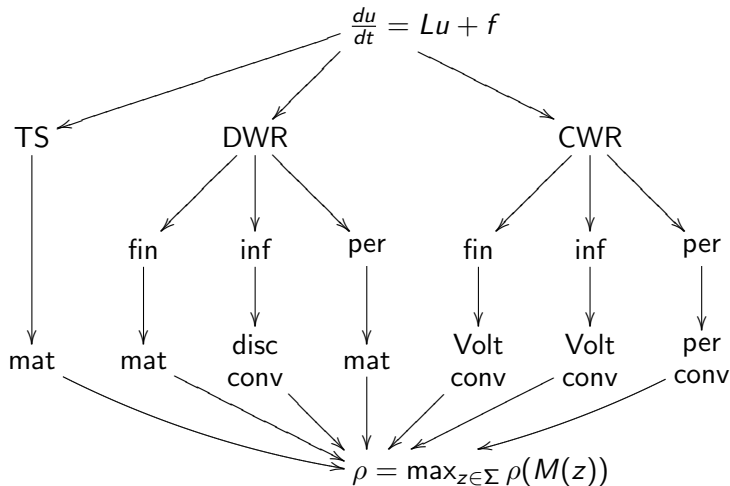 du/dt = Lu + f
TS DWR CWR
fin inf per fin inf per
mat mat disc conv mat Volt conv Volt conv per conv
ρ = max_{z∈Σ} ρ(M(z))